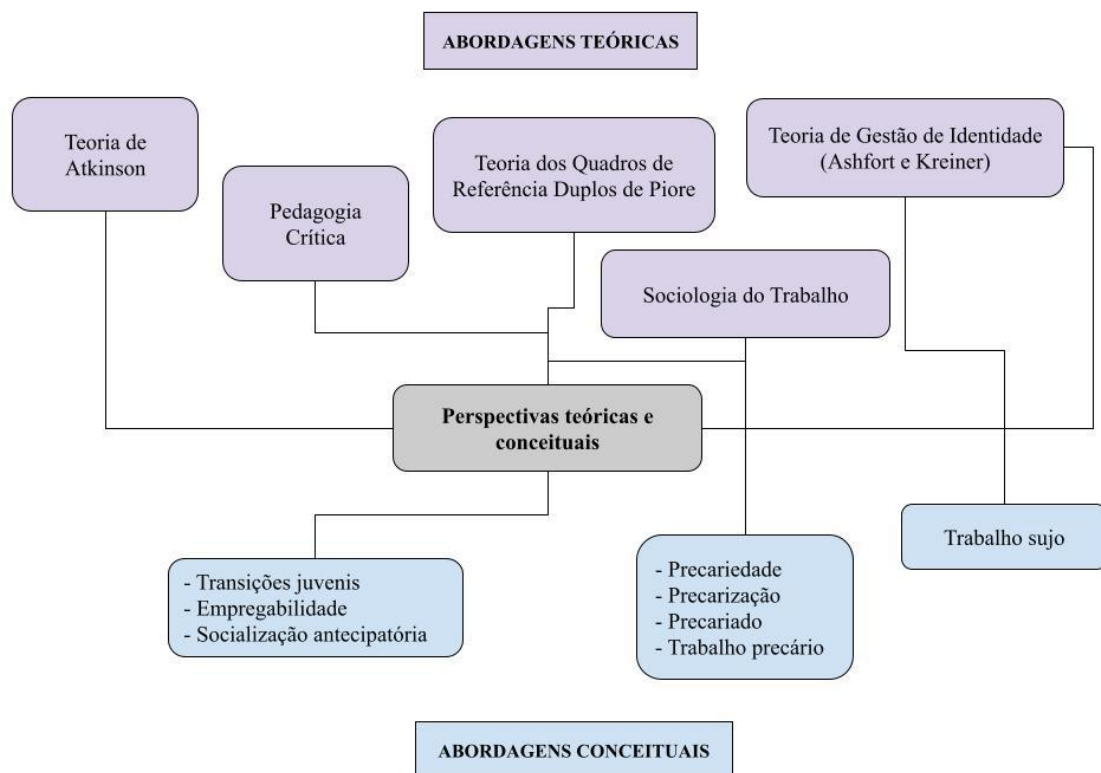 ABORDAGENS TEÓRICAS
Teoria de
Atkinson
Pedagogia
Crítica
Teoria dos Quadros de
Referência Duplos de Piore
Teoria de Gestão de Identidade
(Ashfort e Kreiner)
Sociologia do Trabalho
Perspectivas teóricas e
conceituais
- Transições juvenis
- Empregabilidade
- Socialização antecipatória
- Precariedade
- Precarização
- Precariado
- Trabalho precário
Trabalho sujo
ABORDAGENS CONCEITUAIS